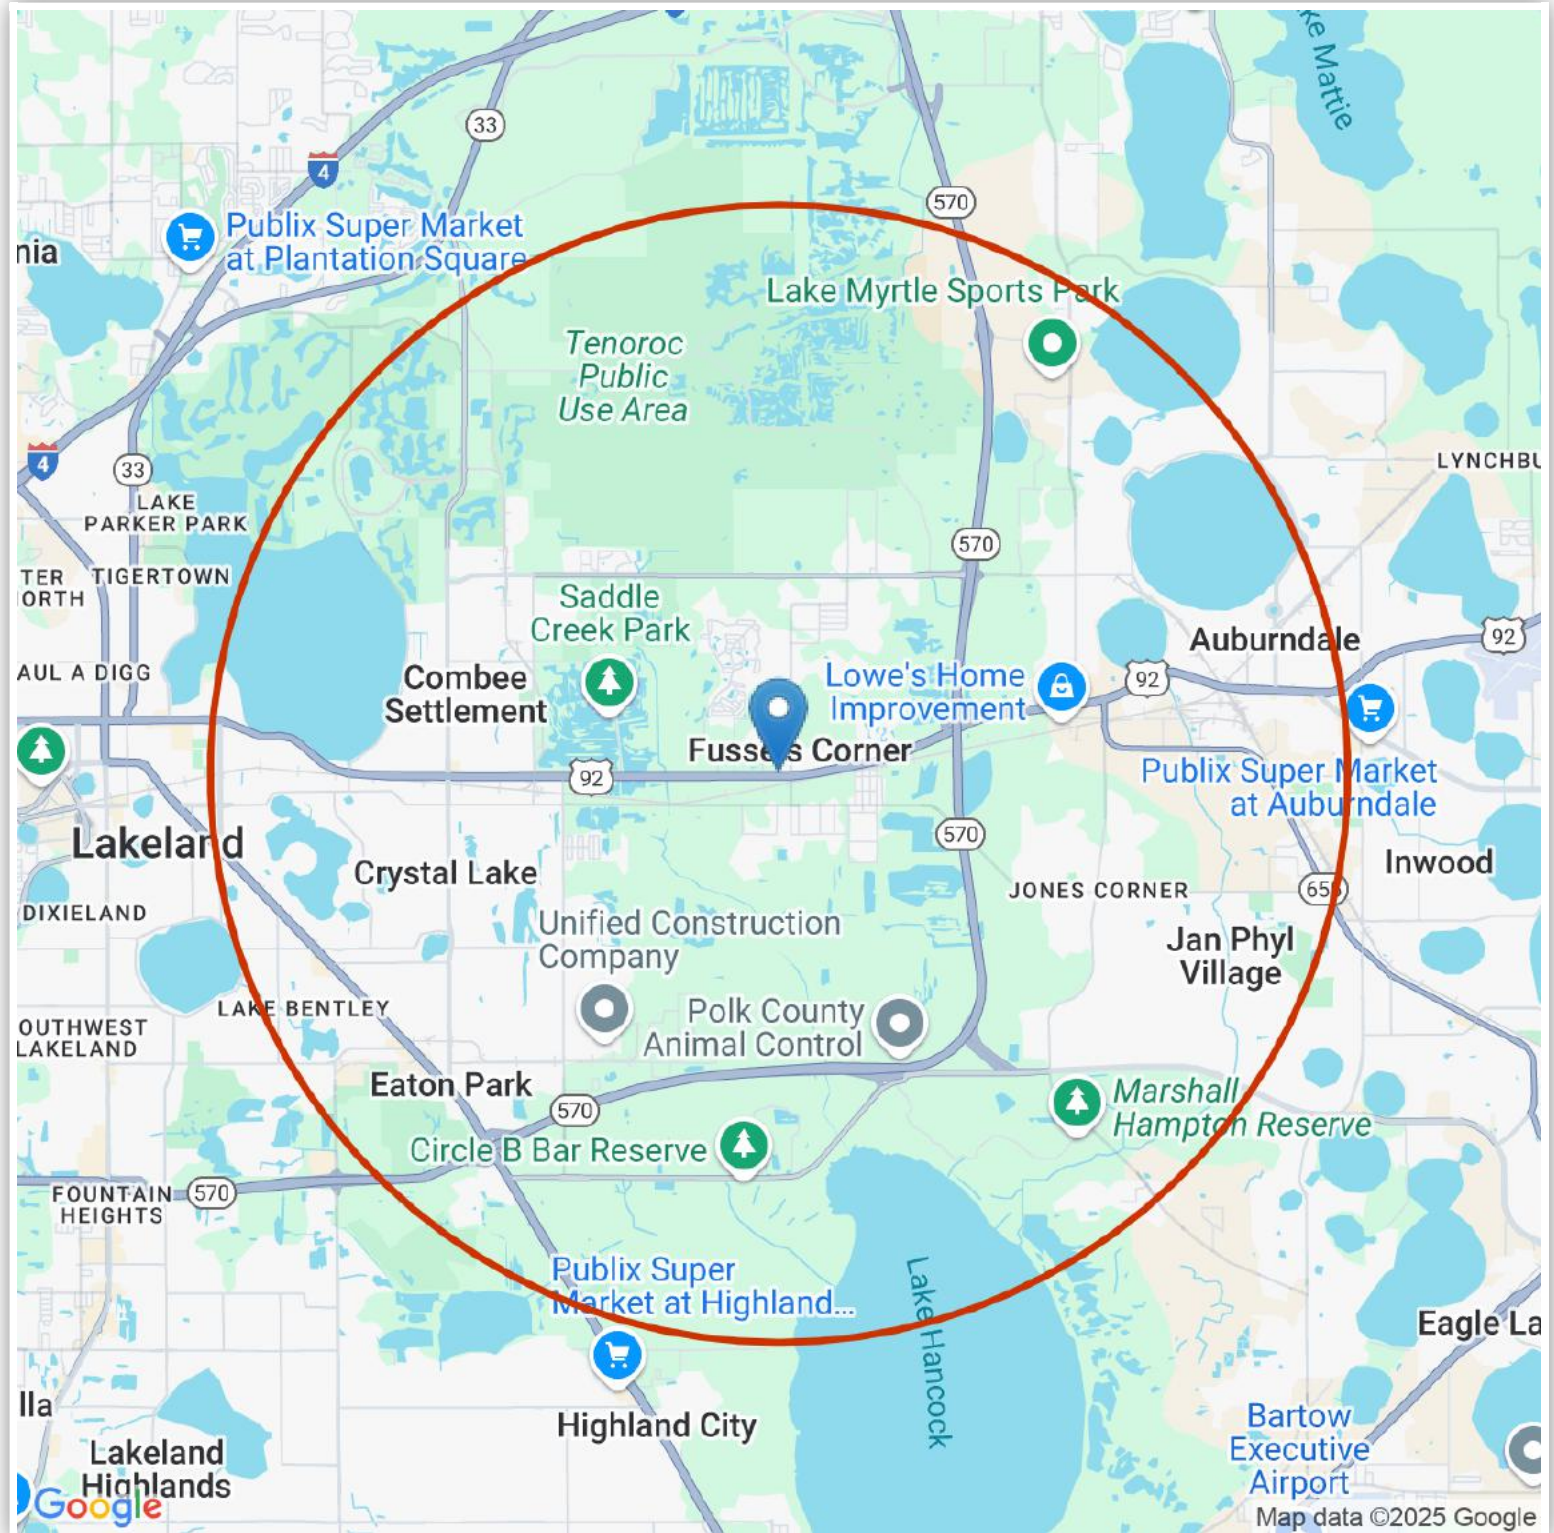 ke Mattie
33
4
570
Publix Super Market
at Plantation Square
nia
Lake Myrtle Sports Park
Tenoroc
Public
Use Area
4
33
LYNCHBU
LAKE
PARKER PARK
570
TER
ORTH
TIGERTOWN
Saddle
Creek Park
Auburndale
92
AUL A DIGG
Combee
Settlement
Lowe's Home
Improvement
92
Fussels Corner
92
Publix Super Market
at Auburndale
Lakeland
570
Inwood
Crystal Lake
JONES CORNER
655
DIXIELAND
Unified Construction
Company
Jan Phyl
Village
LAKE BENTLEY
OUTHWEST
LAKELAND
Polk County
Animal Control
Eaton Park
570
Marshall
Hampton Reserve
Circle B Bar Reserve
FOUNTAIN
HEIGHTS
570
Publix Super
Market at Highland...
Lake Hancock
Eagle La
lla
Highland City
Bartow
Executive
Airport
Lakeland
Highlands
Google
Map data ©2025 Google